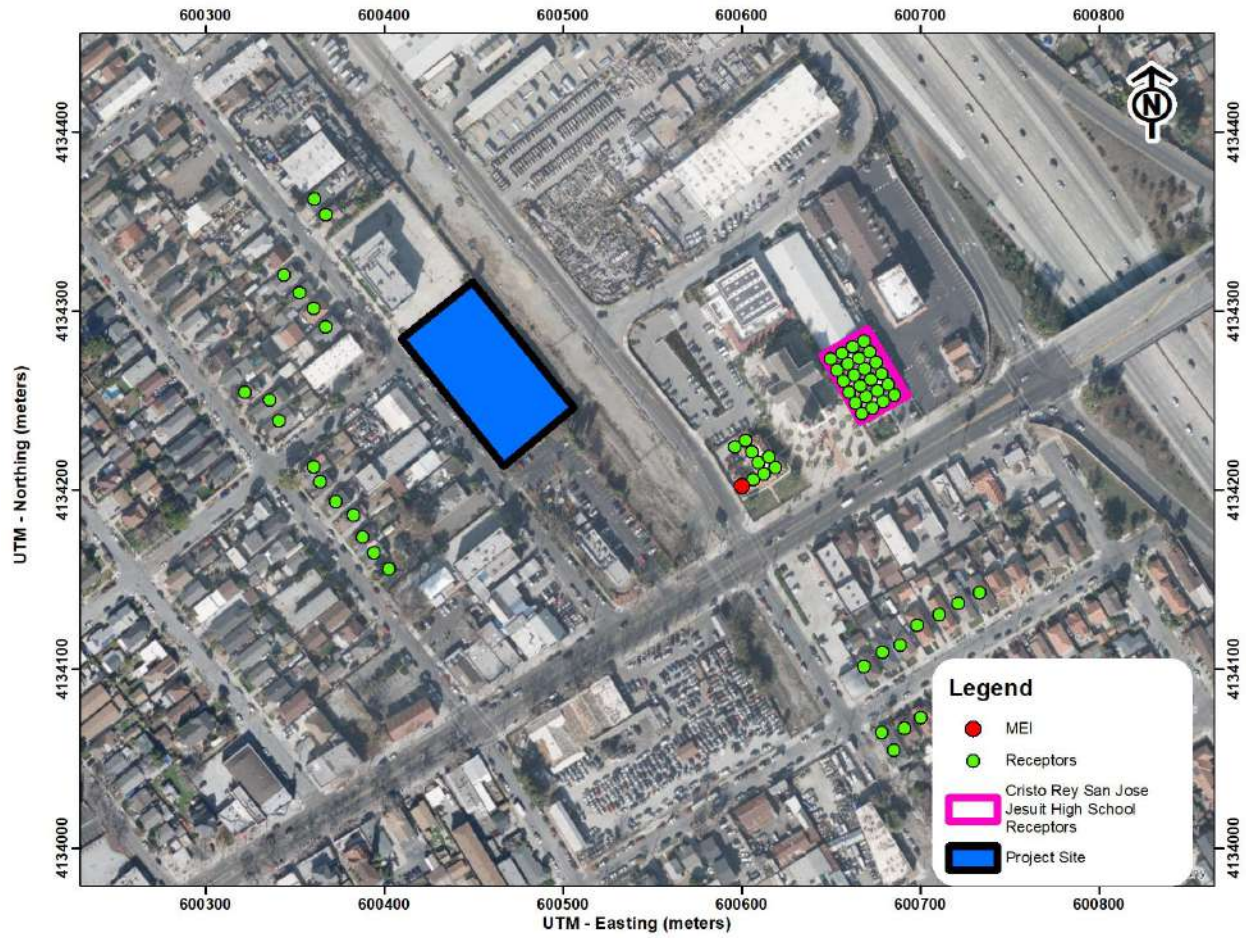 600300 600400 600500 600600 600700 600800
N
4134400 4134400
4134300 4134300
4134200 4134200
4134100 4134100
4134000 4134000
UTM - Northing (meters)
Legend
MEI
Receptors
Cristo Rey San Jose
Jesuit High School
Receptors
Project Site
600300 600400 600500 600600 600700 600800
UTM - Easting (meters)